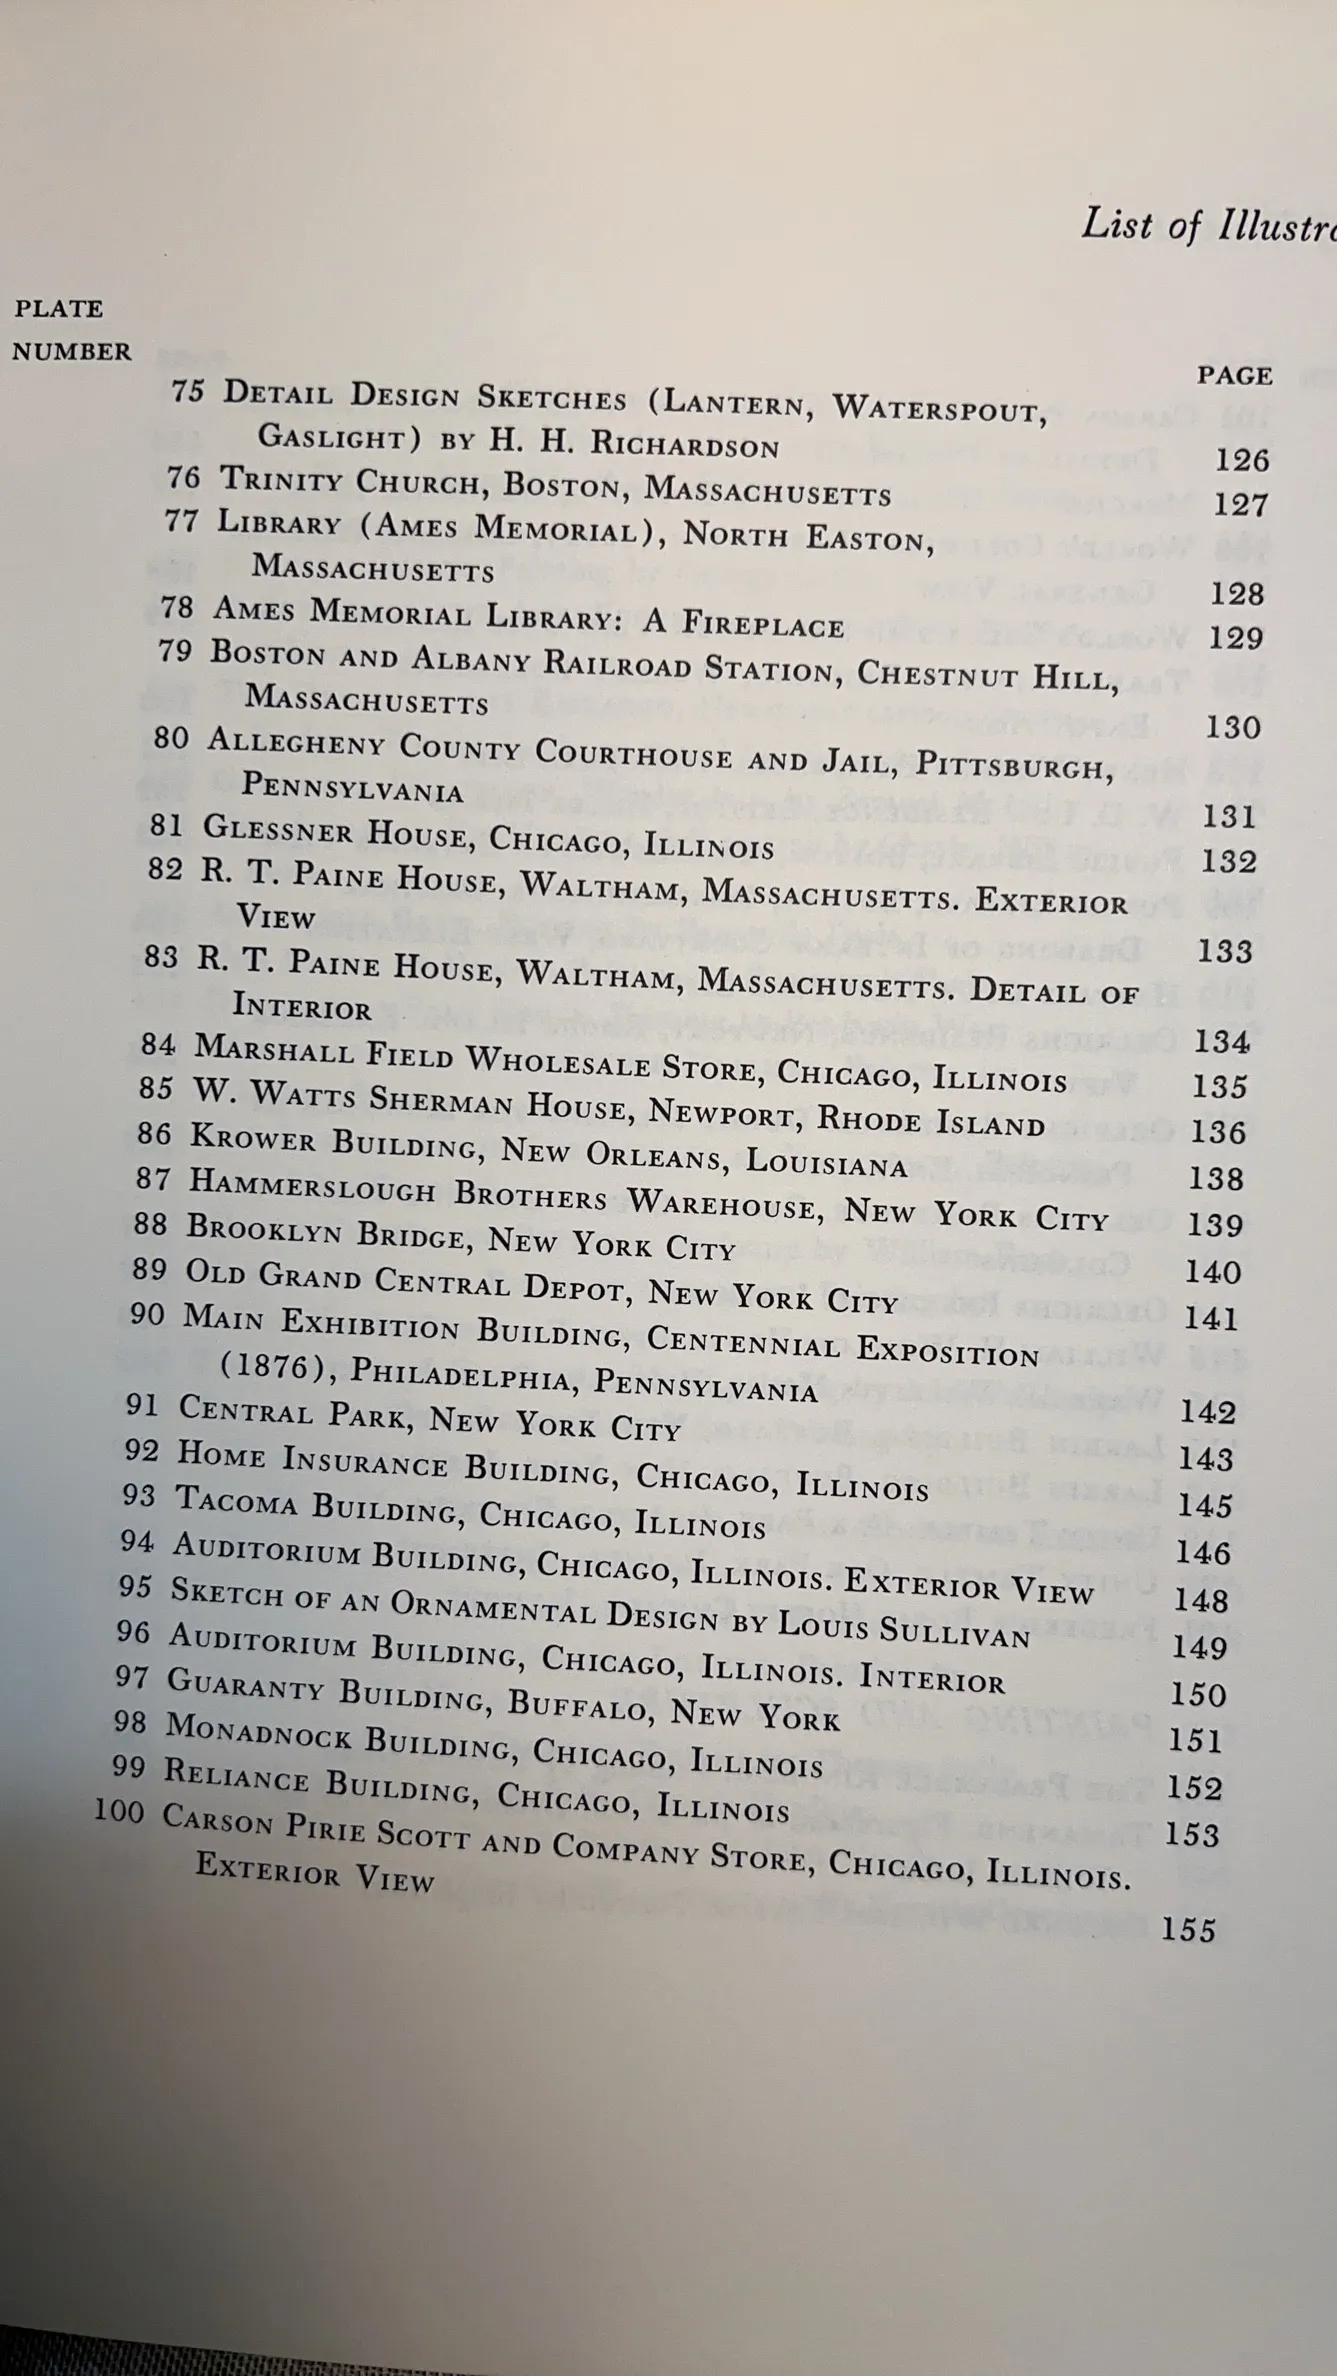 List of
PLATE
NUMBER
PAGE
75 DETAIL DESIGN SKETCHES (LANTERN, WATERSPOUT,
GASLIGHT) BY H. H. RICHARDSON 126
76 TRINITY CHURCH, BOSTON, MASSACHUSETTS 127
77 LIBRARY (AMES MEMORIAL), NORTH EASTON,
MASSACHUSETTS 128
78 AMES MEMORIAL LIBRARY: A FIREPLACE 129
79 BOSTON AND ALBANY RAILROAD STATION, CHESTNUT HILL,
MASSACHUSETTS 130
80 ALLEGHENY COUNTY COURTHOUSE AND JAIL, PITTSBURGH,
PENNSYLVANIA 131
81 GLESSNER HOUSE, CHICAGO, ILLINOIS 132
82 R. T. PAINE HOUSE, WALTHAM, MASSACHUSETTS. EXTERIOR
VIEW 133
83 R. T. PAINE HOUSE, WALTHAM, MASSACHUSETTS. DETAIL OF
INTERIOR 134
84 MARSHALL FIELD WHOLESALE STORE, CHICAGO, ILLINOIS 135
85 W. WATTS SHERMAN HOUSE, NEWPORT, RHODE ISLAND 136
86 KROWER BUILDING, NEW ORLEANS, LOUISIANA 138
87 HAMMERSLOUGH BROTHERS WAREHOUSE, NEW YORK CITY 139
88 BROOKLYN BRIDGE, NEW YORK CITY 140
89 OLD GRAND CENTRAL DEPOT, NEW YORK CITY 141
90 MAIN EXHIBITION BUILDING, CENTENNIAL EXPOSITION
(1876), PHILADELPHIA, PENNSYLVANIA 142
91 CENTRAL PARK, NEW YORK CITY 143
92 HOME INSURANCE BUILDING, CHICAGO, ILLINOIS 145
93 TACOMA BUILDING, CHICAGO, ILLINOIS 146
94 AUDITORIUM BUILDING, CHICAGO, ILLINOIS. EXTERIOR VIEW 148
95 SKETCH OF AN ORNAMENTAL DESIGN BY LOUIS SULLIVAN 149
96 AUDITORIUM BUILDING, CHICAGO, ILLINOIS. INTERIOR 150
97 GUARANTY BUILDING, BUFFALO, NEW YORK 151
98 MONADNOCK BUILDING, CHICAGO, ILLINOIS 152
99 RELIANCE BUILDING, CHICAGO, ILLINOIS 153
100 CARSON PIRIE SCOTT AND COMPANY STORE, CHICAGO, ILLINOIS.
EXTERIOR VIEW 155